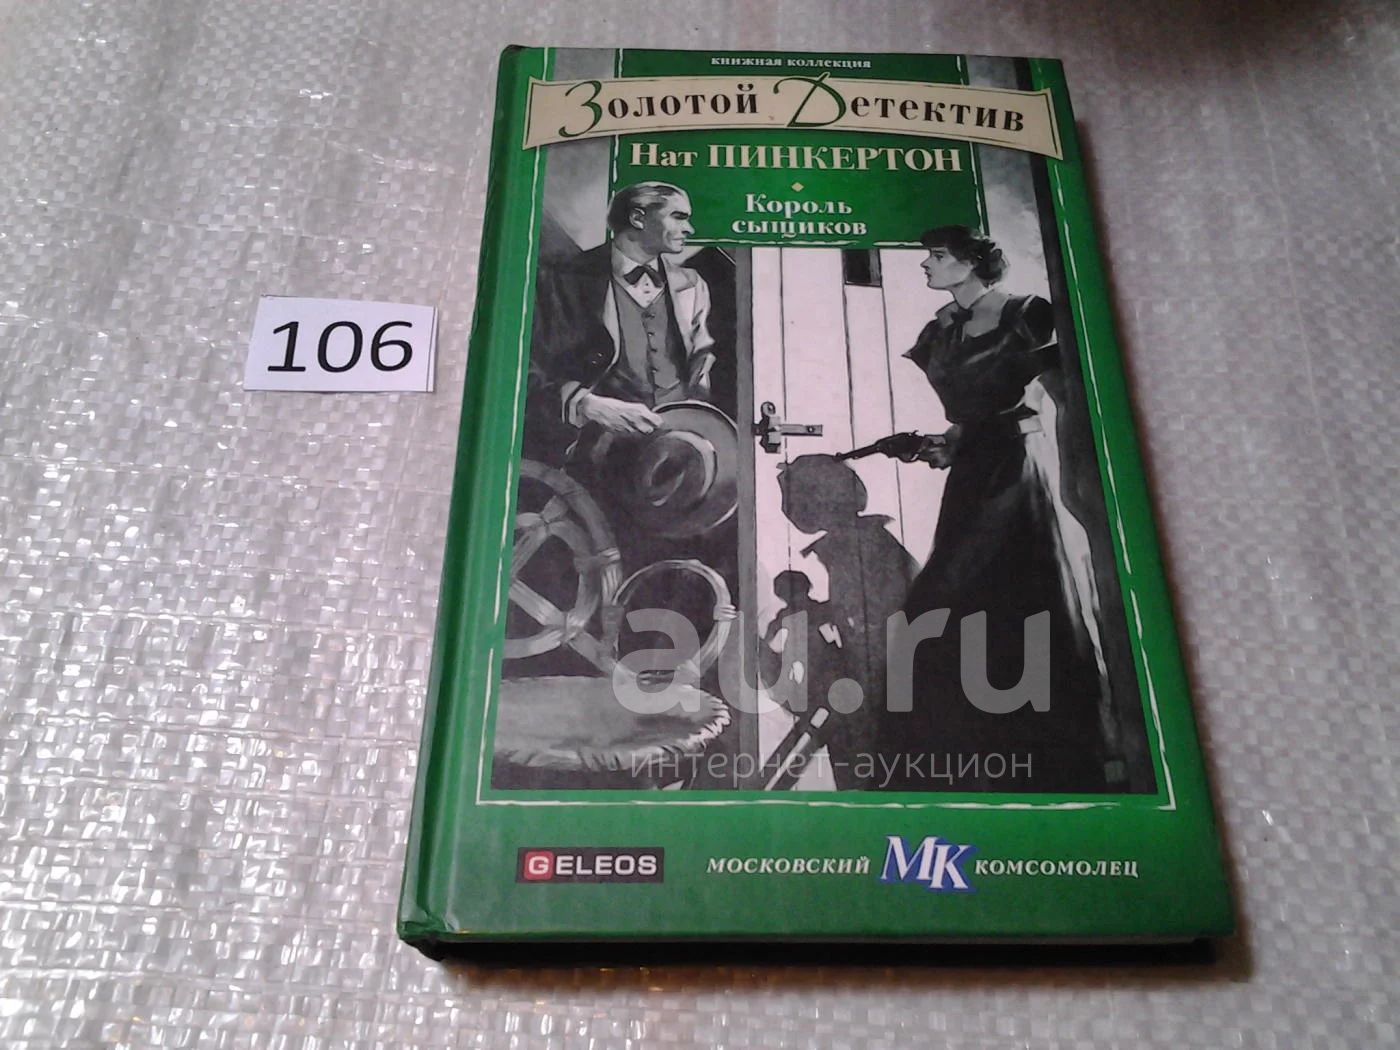 книжная коллекция
Золотой Детектив
Нат ПИНКЕРТОН
Король
сыщиков
106
au.ru
интернет-аукцион
GELEOS
МОСКОВСКИЙ МК КОМСОМОЛЕЦ